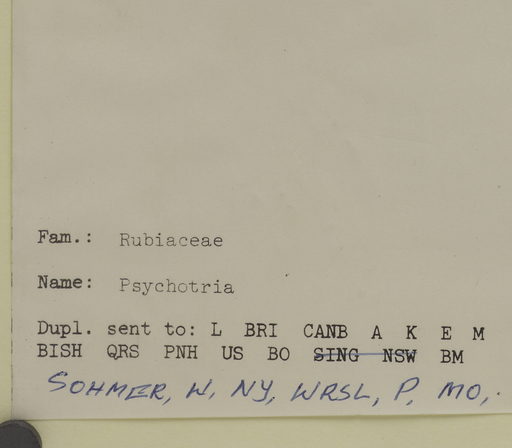 Fam.: Rubiaceae
Name: Psychotria
Dupl. sent to: L BRI CANB A K E M
BISH QRS PNH US BO SING NSW BM
SOHMER, W, NY, WRSL, P, MO,